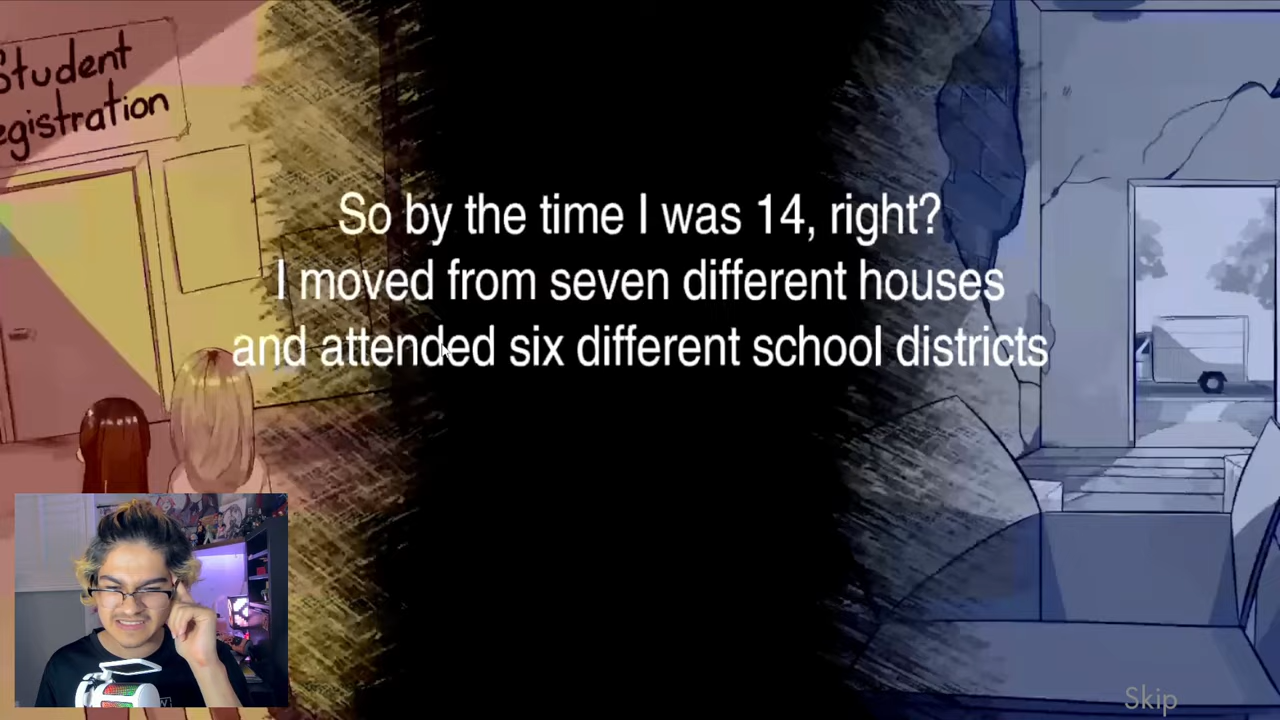 Student
egistration
So by the time I was 14, right?
I moved from seven different houses
and attended six different school districts
Skip